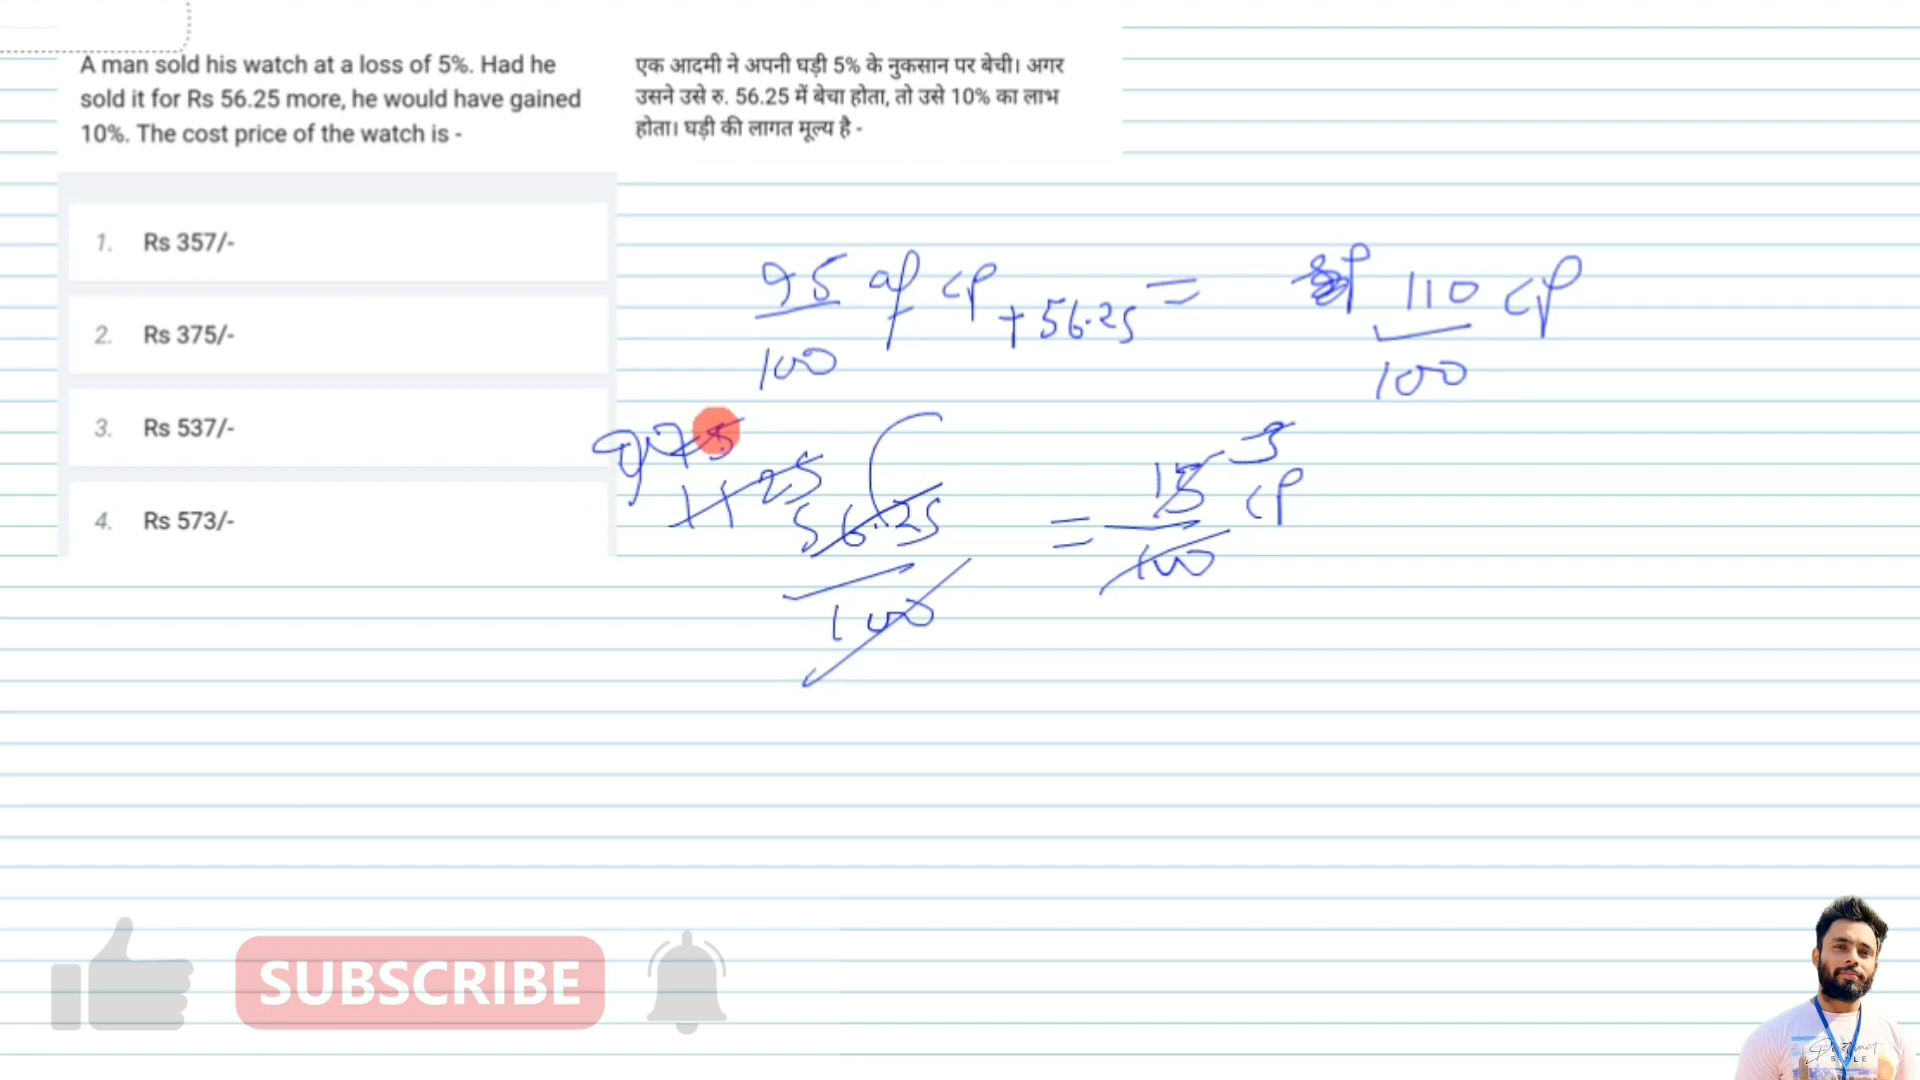 A man sold his watch at a loss of 5%. Had he
sold it for Rs 56.25 more, he would have gained
10%. The cost price of the watch is -
एक आदमी ने अपनी घड़ी 5% के नुकसान पर बेची। अगर
उसने उसे रु. 56.25 में बेचा होता, तो उसे 10% का लाभ
होता। घड़ी की लागत मूल्य है -
1. Rs 357/-
2. Rs 375/-
3. Rs 537/-
4. Rs 573/-
95 of CP + 56.25 = 110 CP
100 100
1125 3
56.25 = 15 CP
100 100
SUBSCRIBE